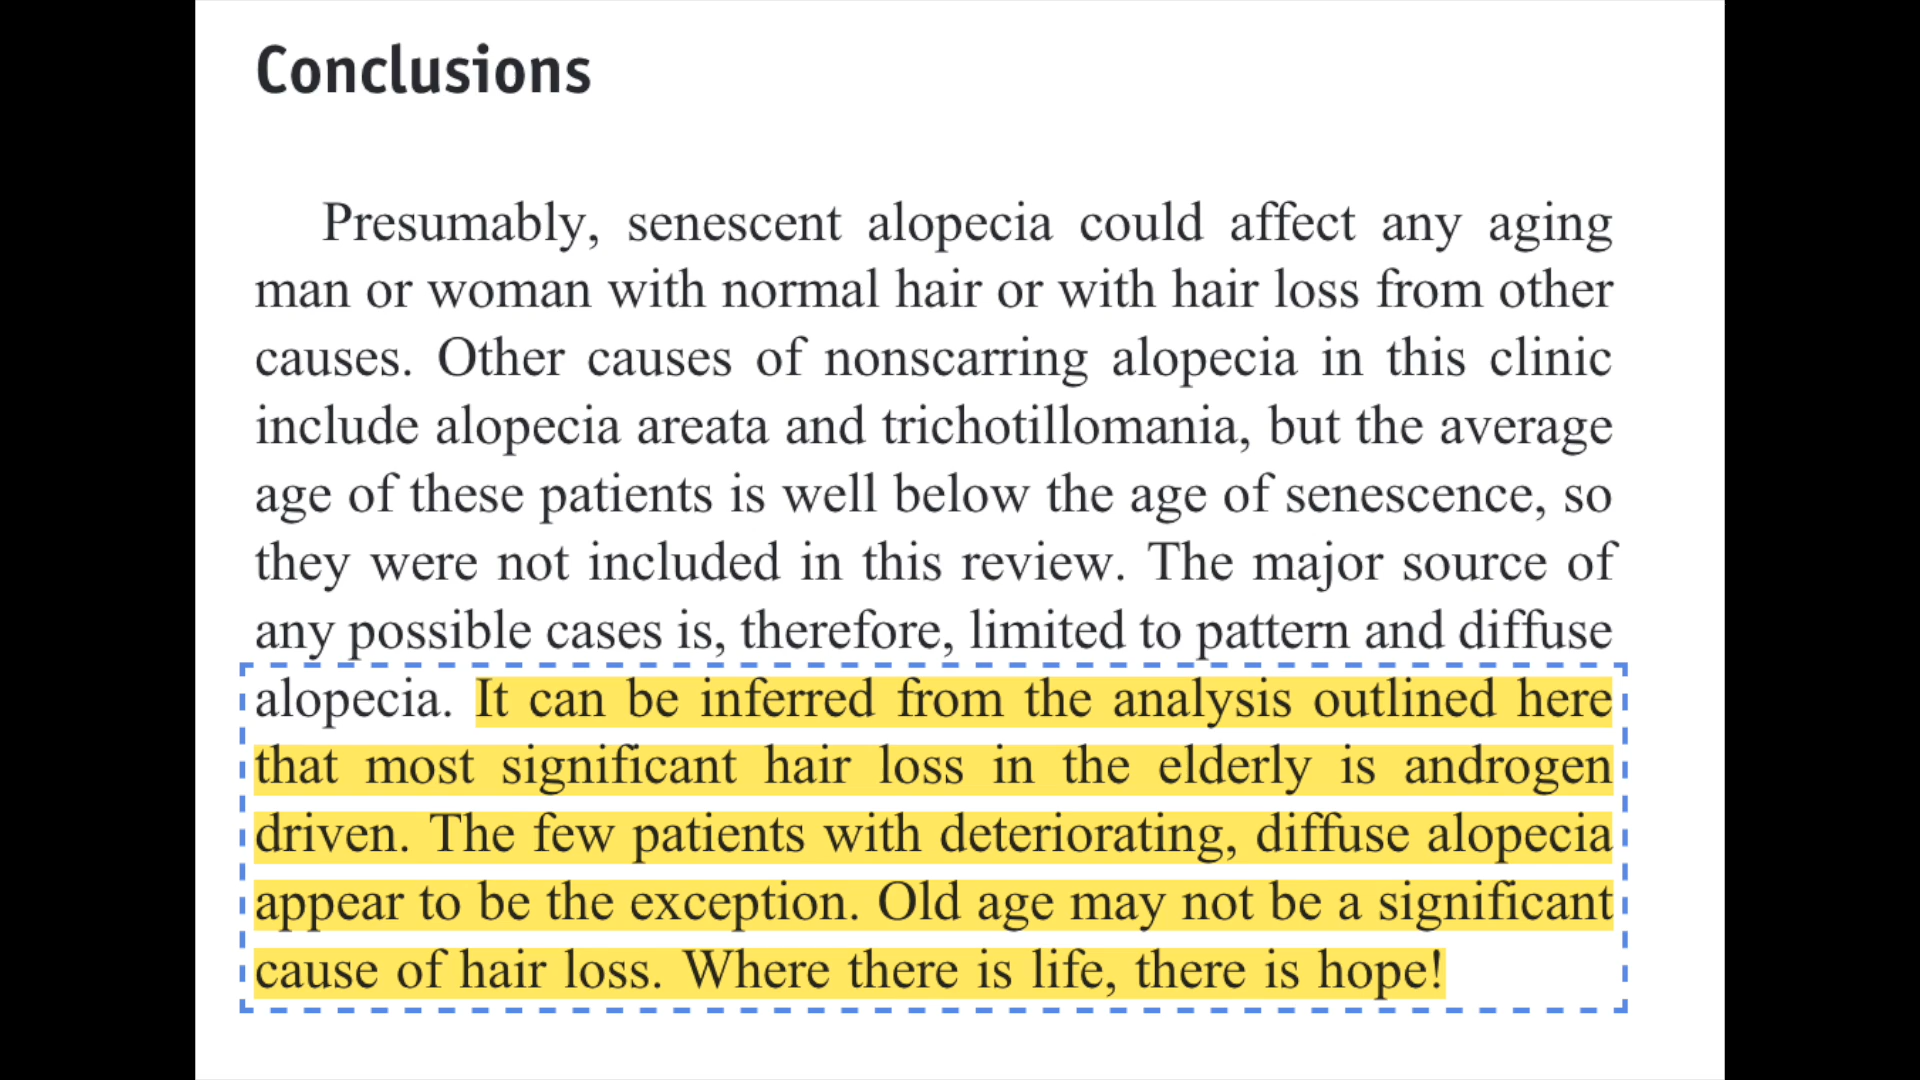 Conclusions
Presumably, senescent alopecia could affect any aging
man or woman with normal hair or with hair loss from other
causes. Other causes of nonscarring alopecia in this clinic
include alopecia areata and trichotillomania, but the average
age of these patients is well below the age of senescence, so
they were not included in this review. The major source of
any possible cases is, therefore, limited to pattern and diffuse
alopecia. It can be inferred from the analysis outlined here
that most significant hair loss in the elderly is androgen
driven. The few patients with deteriorating, diffuse alopecia
appear to be the exception. Old age may not be a significant
cause of hair loss. Where there is life, there is hope!